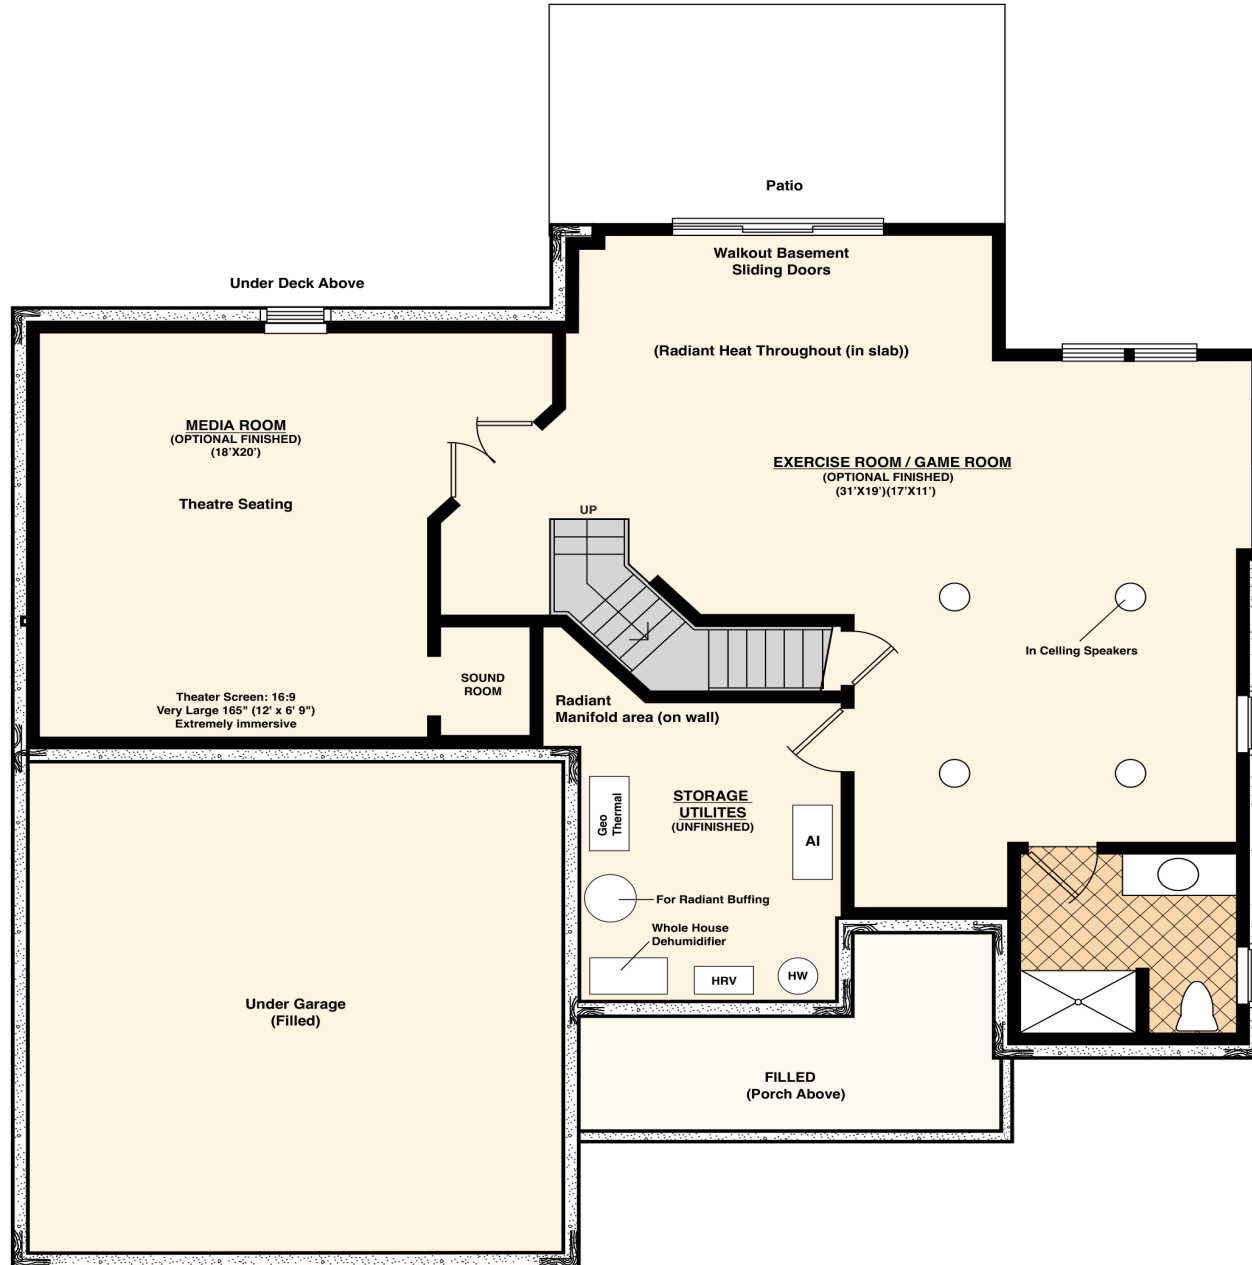 Patio
Walkout Basement
Sliding Doors
Under Deck Above
(Radiant Heat Throughout (in slab))
MEDIA ROOM
(OPTIONAL FINISHED)
(18'X20')
EXERCISE ROOM / GAME ROOM
(OPTIONAL FINISHED)
(31'X19')(17'X11')
Theatre Seating
UP
In Celling Speakers
SOUND
ROOM
Theater Screen: 16:9
Very Large 165" (12' x 6' 9")
Extremely immersive
Radiant
Manifold area (on wall)
STORAGE
UTILITES
(UNFINISHED)
Geo
Thermal
AI
For Radiant Buffing
Whole House
Dehumidifier
HRV
HW
Under Garage
(Filled)
FILLED
(Porch Above)